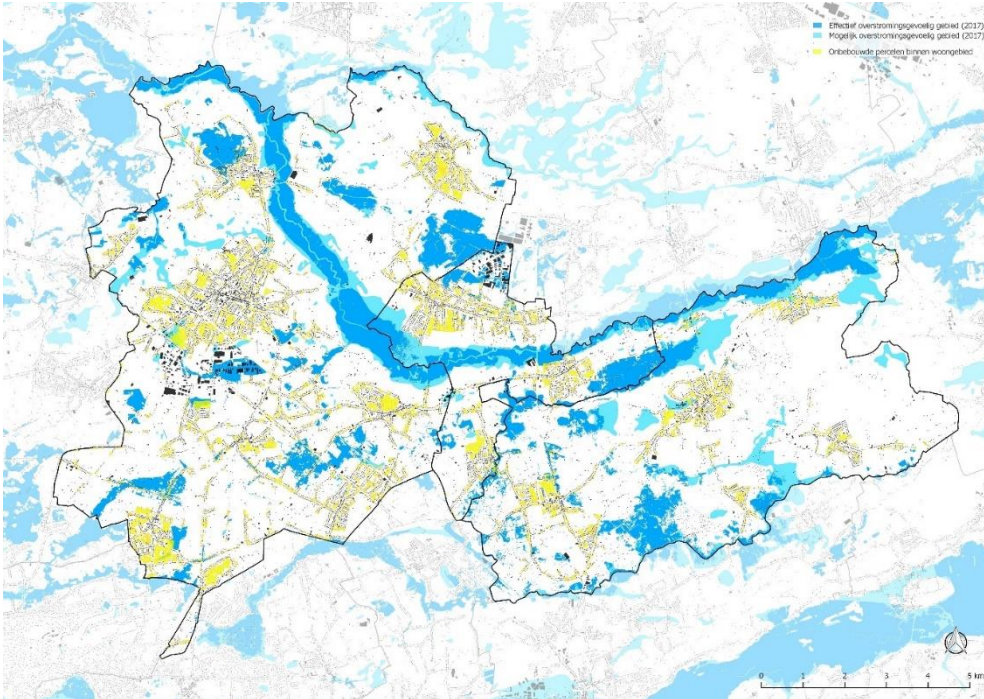 Effectief overstromingsgevoelig gebied (2017)
Mogelijk overstromingsgevoelig gebied (2017)
Onbebouwde percelen binnen woongebied
0 1 2 3 4 5 km